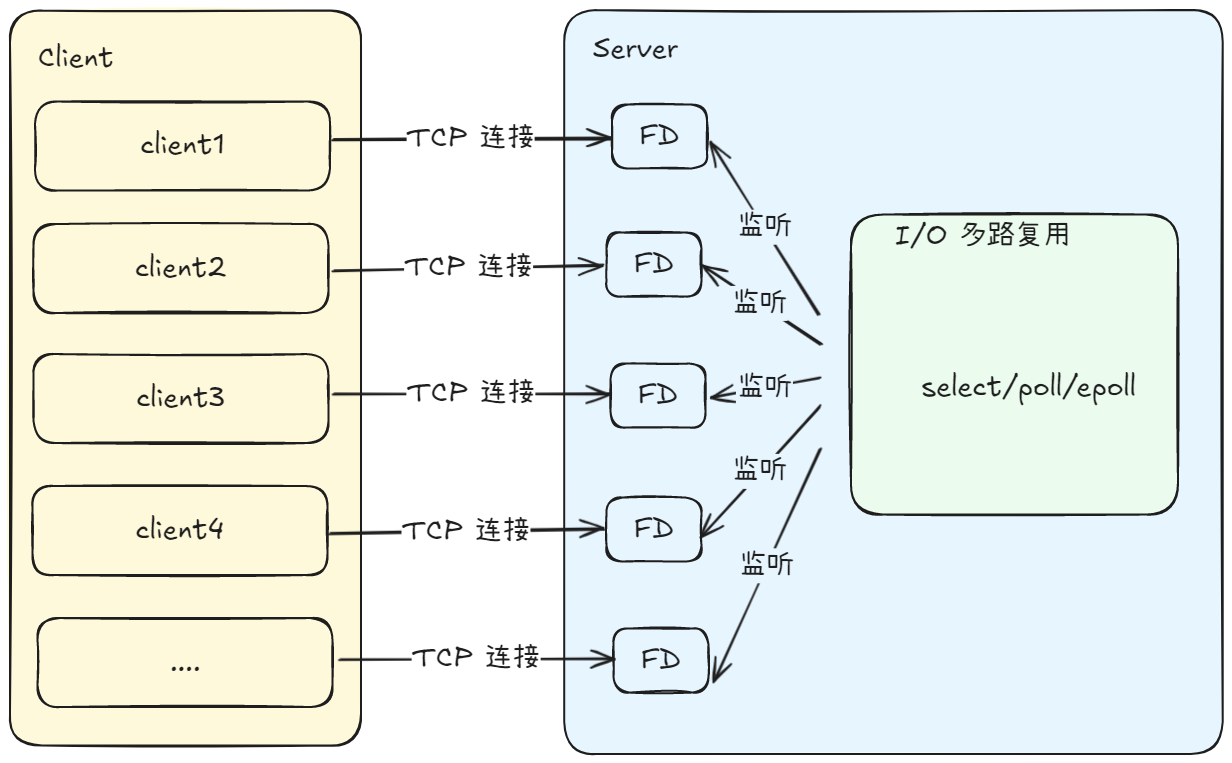 Client
Server
client1
TCP 连接
FD
监听
I/O 多路复用
client2
TCP 连接
FD
监听
client3
TCP 连接
FD
监听
select/poll/epoll
client4
TCP 连接
FD
监听
监听
....
TCP 连接
FD